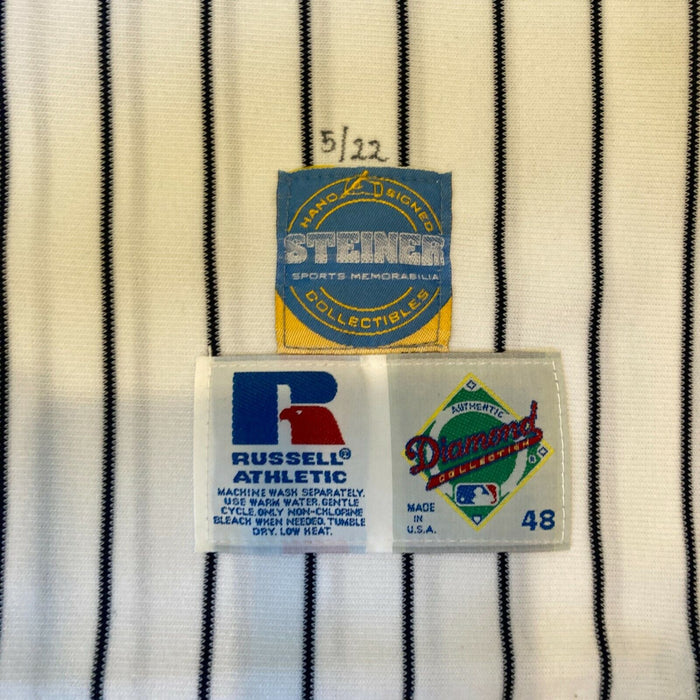 5/22
HAND SIGNED
STEINER
SPORTS MEMORABILIA
COLLECTIBLES
R
RUSSELL®
ATHLETIC
MACHINE WASH SEPARATELY.
USE WARM WATER. GENTLE
CYCLE. ONLY NON-CHLORINE
BLEACH WHEN NEEDED. TUMBLE
DRY. LOW HEAT.
AUTHENTIC
Diamond
COLLECTION
MADE
IN
U.S.A.
48